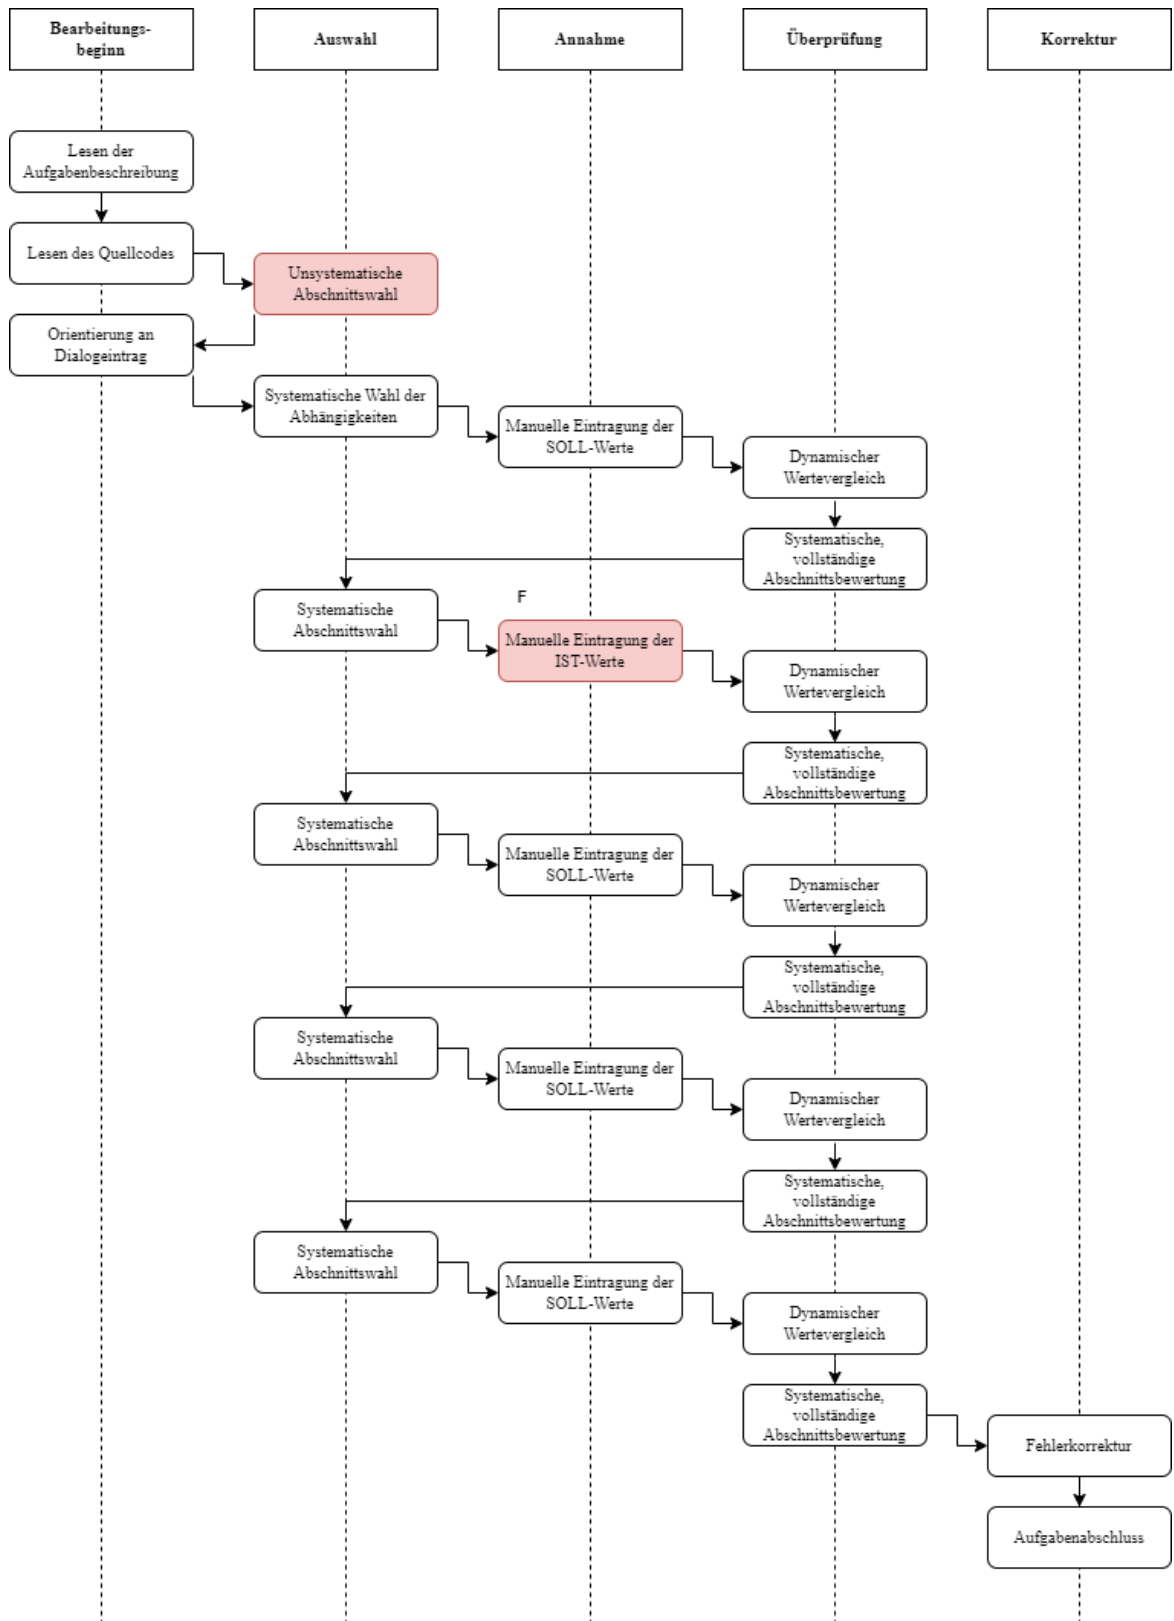 Bearbeitungs-
beginn
Auswahl
Annahme
Überprüfung
Korrektur
Lesen der
Aufgabenbeschreibung
Lesen des Quellcodes
Unsystematische
Abschnittswahl
Orientierung an
Dialogeintrag
Systematische Wahl der
Abhängigkeiten
Manuelle Eintragung der
SOLL-Werte
Dynamischer
Wertevergleich
Systematische,
vollständige
Abschnittsbewertung
Systematische
Abschnittswahl
F
Manuelle Eintragung der
IST-Werte
Dynamischer
Wertevergleich
Systematische,
vollständige
Abschnittsbewertung
Systematische
Abschnittswahl
Manuelle Eintragung der
SOLL-Werte
Dynamischer
Wertevergleich
Systematische,
vollständige
Abschnittsbewertung
Systematische
Abschnittswahl
Manuelle Eintragung der
SOLL-Werte
Dynamischer
Wertevergleich
Systematische,
vollständige
Abschnittsbewertung
Systematische
Abschnittswahl
Manuelle Eintragung der
SOLL-Werte
Dynamischer
Wertevergleich
Systematische,
vollständige
Abschnittsbewertung
Fehlerkorrektur
Aufgabenabschluss